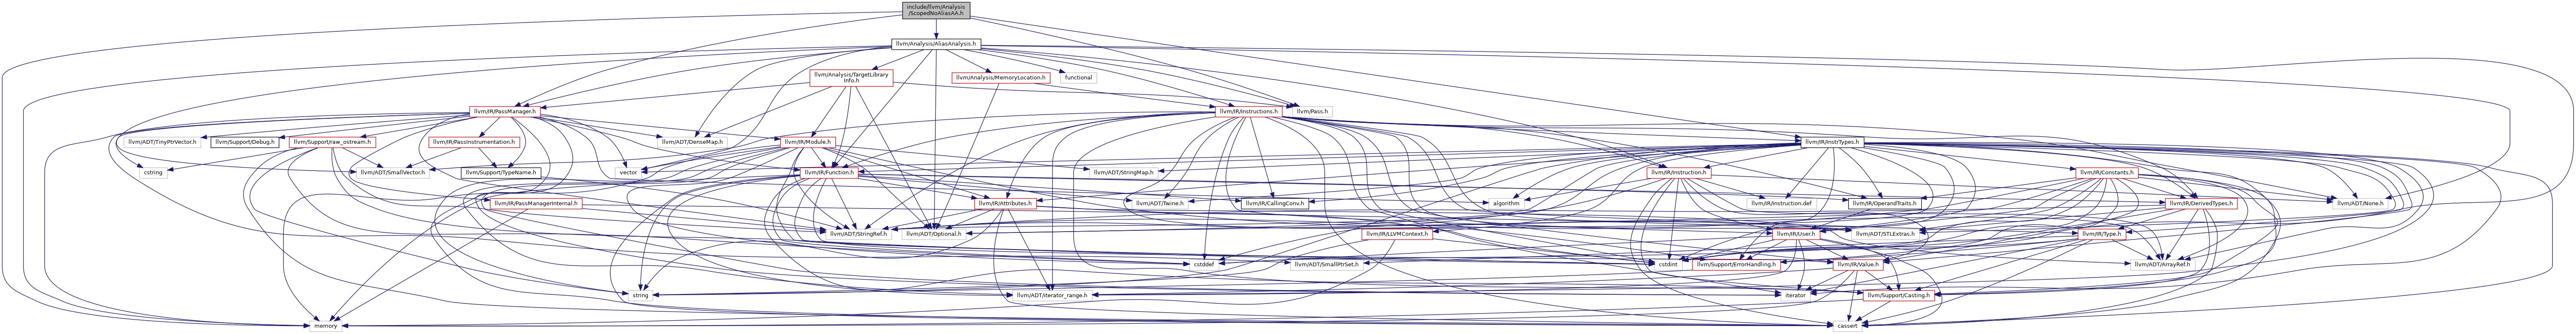 include/llvm/Analysis
/ScopedNoAliasAA.h
llvm/Analysis/AliasAnalysis.h
llvm/Analysis/TargetLibrary
Info.h
llvm/Analysis/MemoryLocation.h
functional
llvm/IR/PassManager.h
llvm/IR/Instructions.h
llvm/Pass.h
llvm/ADT/TinyPtrVector.h
llvm/Support/Debug.h
llvm/Support/raw_ostream.h
llvm/IR/PassInstrumentation.h
llvm/ADT/DenseMap.h
llvm/IR/Module.h
llvm/IR/InstrTypes.h
cstring
llvm/ADT/SmallVector.h
llvm/Support/TypeName.h
vector
llvm/IR/Function.h
llvm/ADT/StringMap.h
llvm/IR/Instruction.h
llvm/IR/Constants.h
llvm/IR/PassManagerInternal.h
llvm/IR/Attributes.h
llvm/ADT/Twine.h
llvm/IR/CallingConv.h
algorithm
llvm/IR/Instruction.def
llvm/IR/OperandTraits.h
llvm/IR/DerivedTypes.h
llvm/ADT/None.h
llvm/ADT/StringRef.h
llvm/ADT/Optional.h
llvm/IR/LLVMContext.h
llvm/IR/User.h
llvm/ADT/STLExtras.h
llvm/IR/Type.h
cstddef
llvm/ADT/SmallPtrSet.h
cstdint
llvm/Support/ErrorHandling.h
llvm/IR/Value.h
llvm/ADT/ArrayRef.h
string
llvm/ADT/iterator_range.h
iterator
llvm/Support/Casting.h
memory
cassert